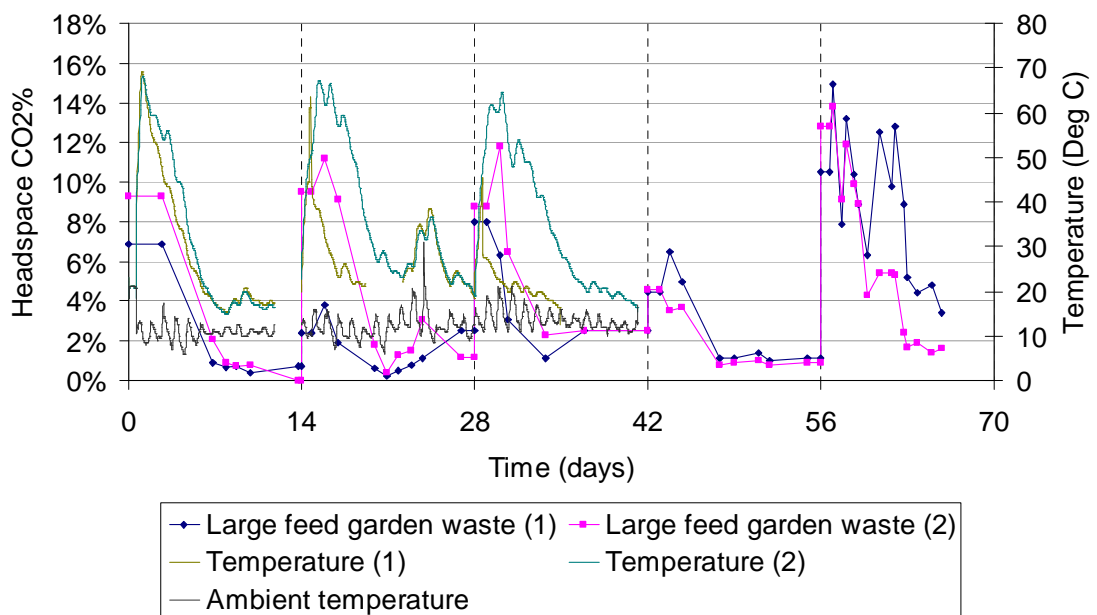 18%
16%
14%
12%
10%
8%
6%
4%
2%
0%
Headspace CO2%
80
70
60
50
40
30
20
10
0
Temperature (Deg C)
0 14 28 42 56 70
Time (days)
Large feed garden waste (1) Large feed garden waste (2)
Temperature (1) Temperature (2)
Ambient temperature